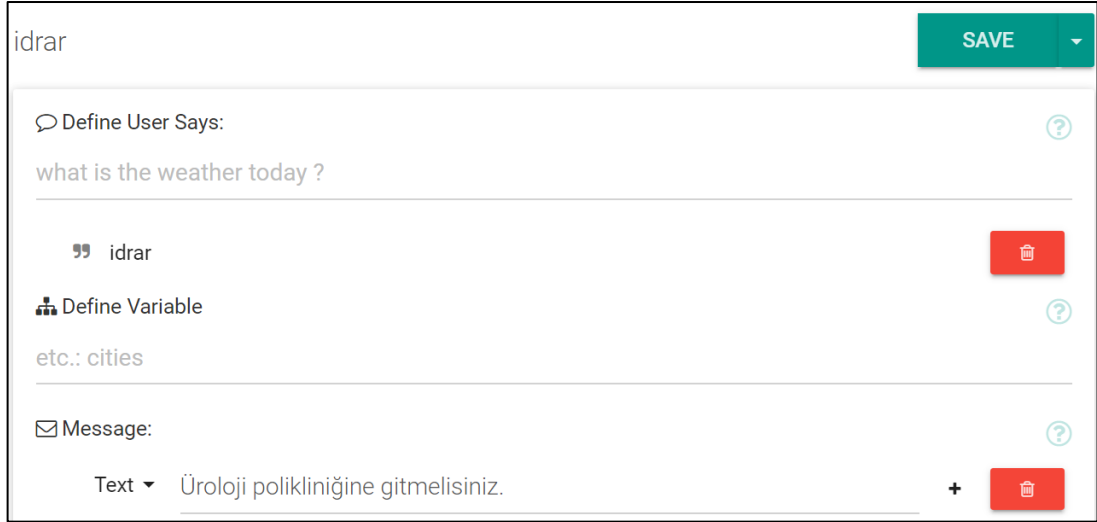 idrar
SAVE
Define User Says:
what is the weather today ?
idrar
Define Variable
etc.: cities
Message:
Text Üroloji polikliniğine gitmelisiniz.